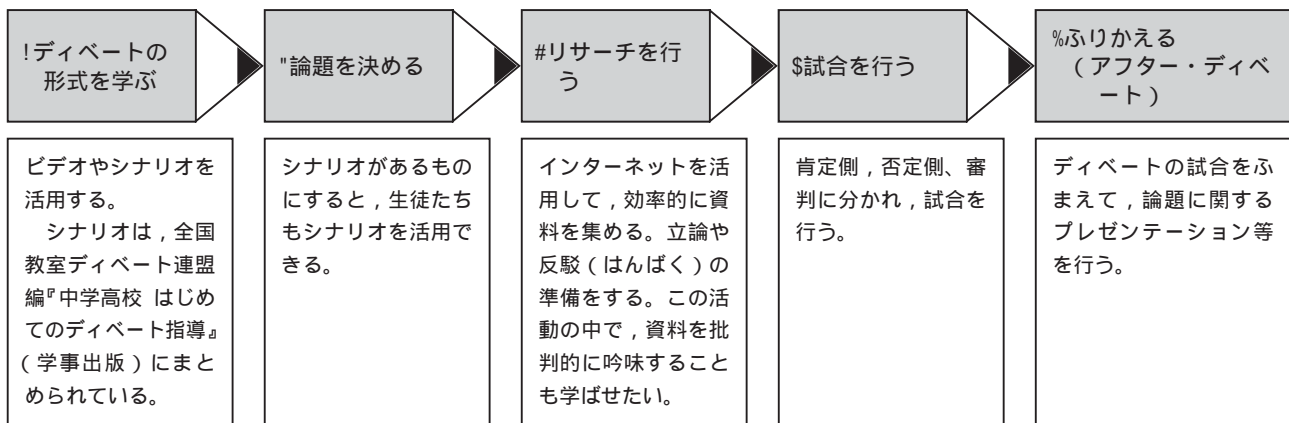 !ディベートの
形式を学ぶ
"論題を決める
#リサーチを行
う
$試合を行う
%ふりかえる
（アフター・ディベ
ート）
ビデオやシナリオを
活用する。
シナリオは，全国
教室ディベート連盟
編『中学高校 はじめ
てのディベート指導』
（学事出版）にまと
められている。
シナリオがあるもの
にすると，生徒たち
もシナリオを活用で
きる。
インターネットを活
用して，効率的に資
料を集める。立論や
反駁（はんばく）の
準備をする。この活
動の中で，資料を批
判的に吟味すること
も学ばせたい。
肯定側，否定側、審
判に分かれ，試合を
行う。
ディベートの試合をふ
まえて，論題に関する
プレゼンテーション等
を行う。